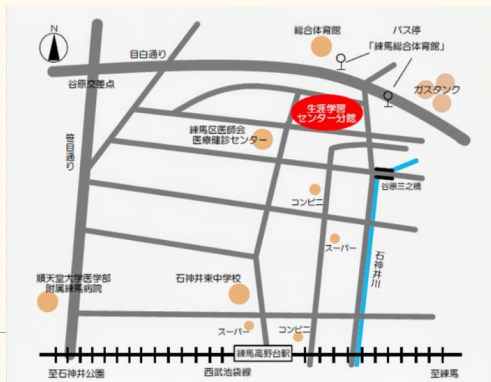 N
目白通り
谷原交差点
総合体育館
バス停
「練馬総合体育館」
ガスタンク
生涯学習
センター分館
練馬区医師会
医療健診センター
笹目通り
谷原三之橋
コンビニ
スーパー
石神井川
順天堂大学医学部
附属練馬病院
石神井東中学校
スーパー
コンビニ
練馬高野台駅
至石神井公園
西武池袋線
至練馬